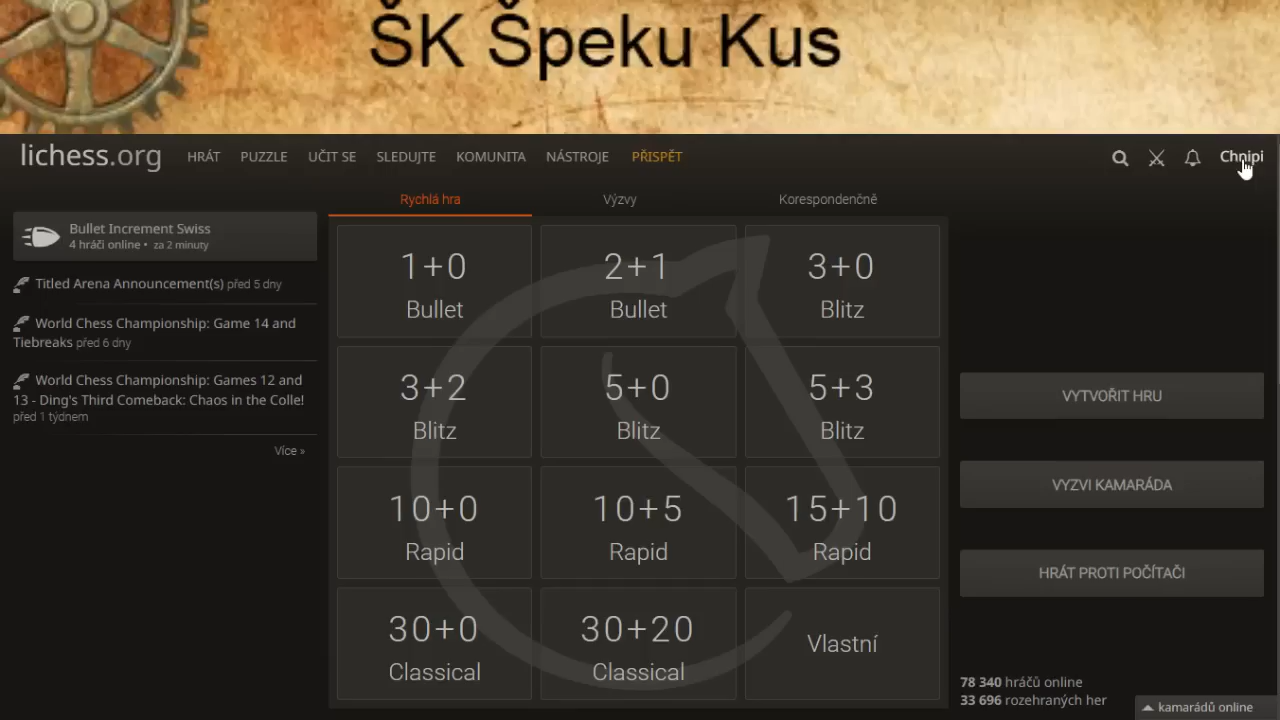 ŠK Špeku Kus
lichess.org HRÁT PUZZLE UČIT SE SLEDUJTE KOMUNITA NÁSTROJE PŘISPĚT Chnipi
Rychlá hra Výzvy Korespondenčně
Bullet Increment Swiss
4 hráči online • za 2 minuty
Titled Arena Announcement(s) před 5 dny
World Chess Championship: Game 14 and
Tiebreaks před 6 dny
World Chess Championship: Games 12 and
13 - Ding's Third Comeback: Chaos in the Colle!
před 1 týdnem
Více »
1+0
Bullet
2+1
Bullet
3+0
Blitz
3+2
Blitz
5+0
Blitz
5+3
Blitz
10+0
Rapid
10+5
Rapid
15+10
Rapid
30+0
Classical
30+20
Classical
Vlastní
VYTVOŘIT HRU
VYZVI KAMARÁDA
HRÁT PROTI POČÍTAČI
78 340 hráčů online
33 696 rozehraných her
kamarádů online